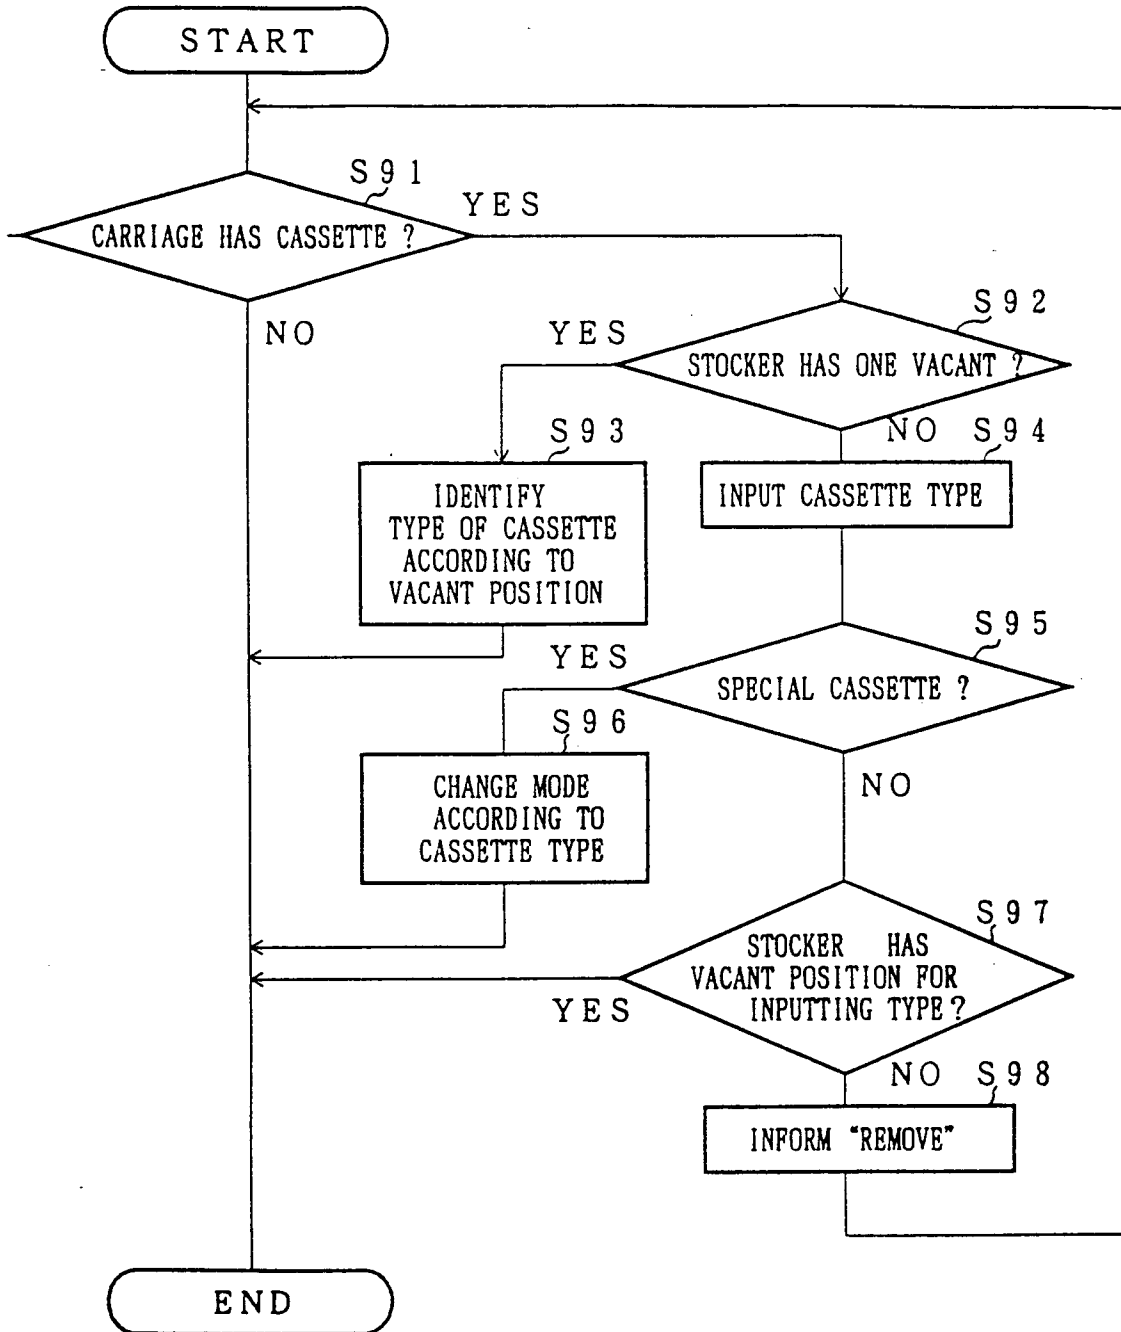 START
S91
YES
CARRIAGE HAS CASSETTE ?
NO
S92
YES
STOCKER HAS ONE VACANT ?
NO
S93
S94
IDENTIFY
TYPE OF CASSETTE
ACCORDING TO
VACANT POSITION
INPUT CASSETTE TYPE
S95
YES
SPECIAL CASSETTE ?
S96
NO
CHANGE MODE
ACCORDING TO
CASSETTE TYPE
S97
STOCKER HAS
VACANT POSITION FOR
INPUTTING TYPE?
YES
NO
S98
INFORM "REMOVE"
END